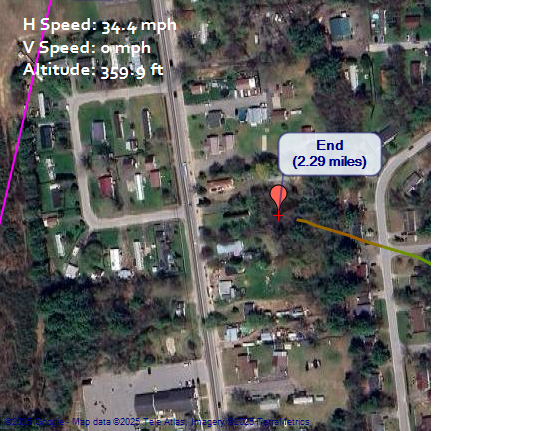 H Speed: 34.4 mph
V Speed: 0 mph
Altitude: 359.9 ft
End
(2.29 miles)
©2025 Google - Map data ©2025 Tele Atlas, Imagery ©2025 TerraMetrics